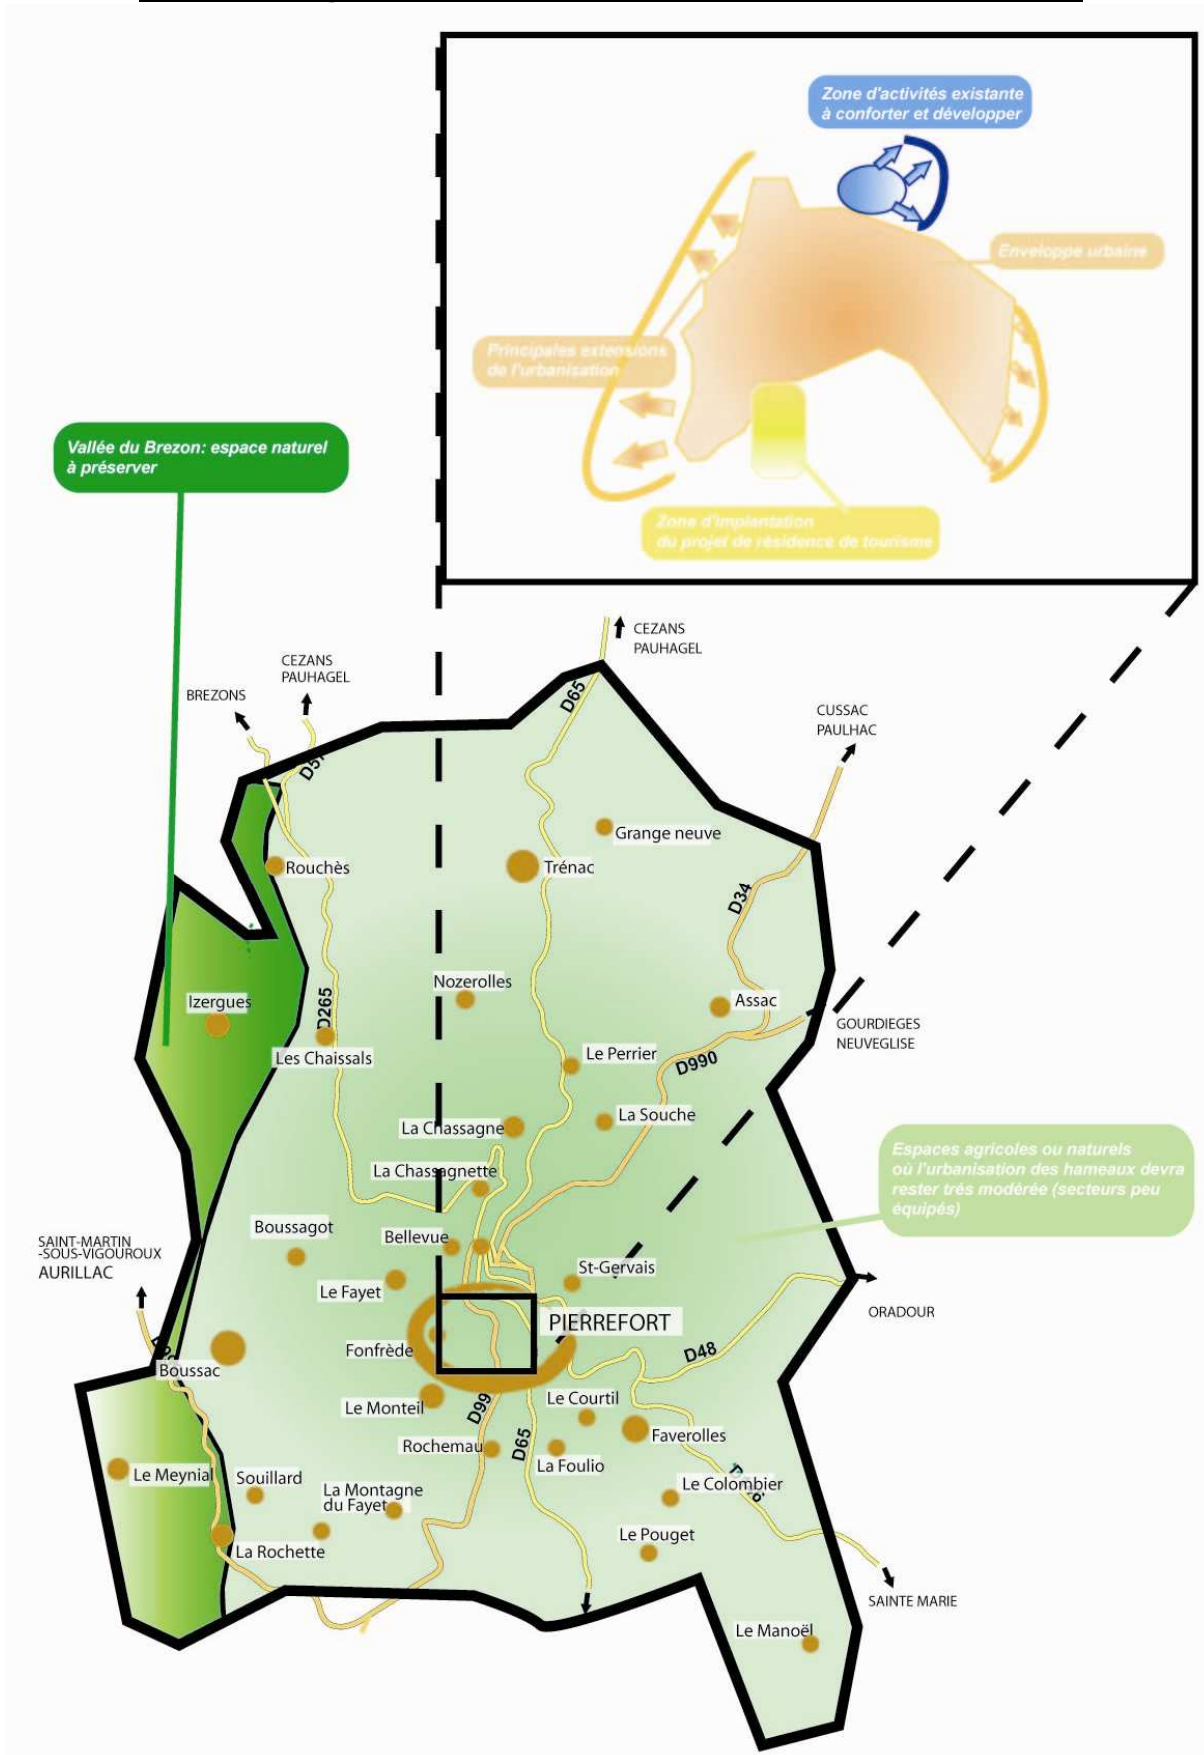 Zone d'activités existante
à conforter et développer
Enveloppe urbaine
Principales extensions
de l'urbanisation
Vallée du Brezon: espace naturel
à préserver
Zone d'implantation
du projet de résidence de tourisme
CEZANS
PAUHAGEL
CEZANS
PAUHAGEL
BREZONS
D65
CUSSAC
PAULHAC
Grange neuve
Rouchès
Trénac
D34
Nozerolles
Izergues
Assac
D265
GOURDIEGES
NEUVEGLISE
Les Chaissals
Le Perrier
D990
La Chassagne
La Souche
La Chassagnette
Espaces agricoles ou naturels
où l'urbanisation des hameaux devra
rester très modérée (secteurs peu
équipés)
Boussagot
Bellevue
SAINT-MARTIN
-SOUS-VIGOUROUX
AURILLAC
St-Gervais
Le Fayet
ORADOUR
PIERREFORT
Fonfrède
D48
Boussac
Le Monteil
D99
Le Courtil
Rochemau
D65
Faverolles
La Foulio
Le Meynial
Souillard
La Montagne
du Fayet
Le Colombier
La Rochette
Le Pouget
SAINTE MARIE
Le Manoël